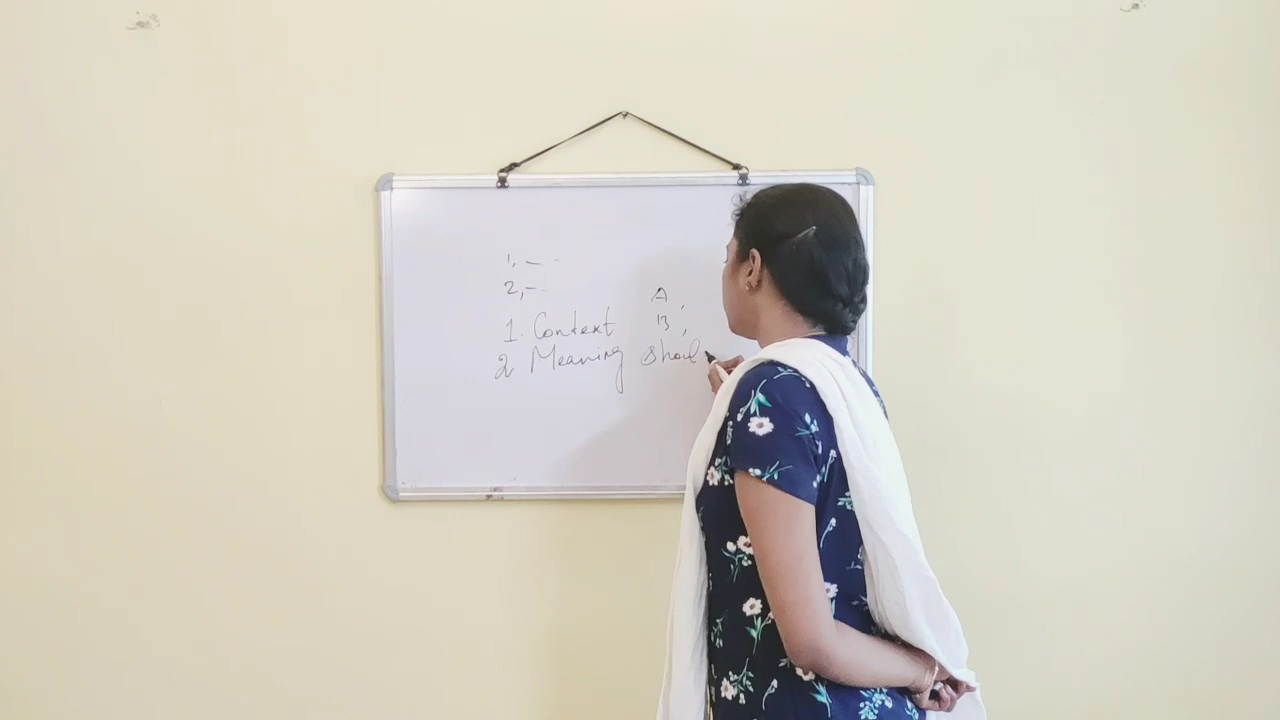 1, —
2, —
A,
1. Context B,
2 Meaning shoul